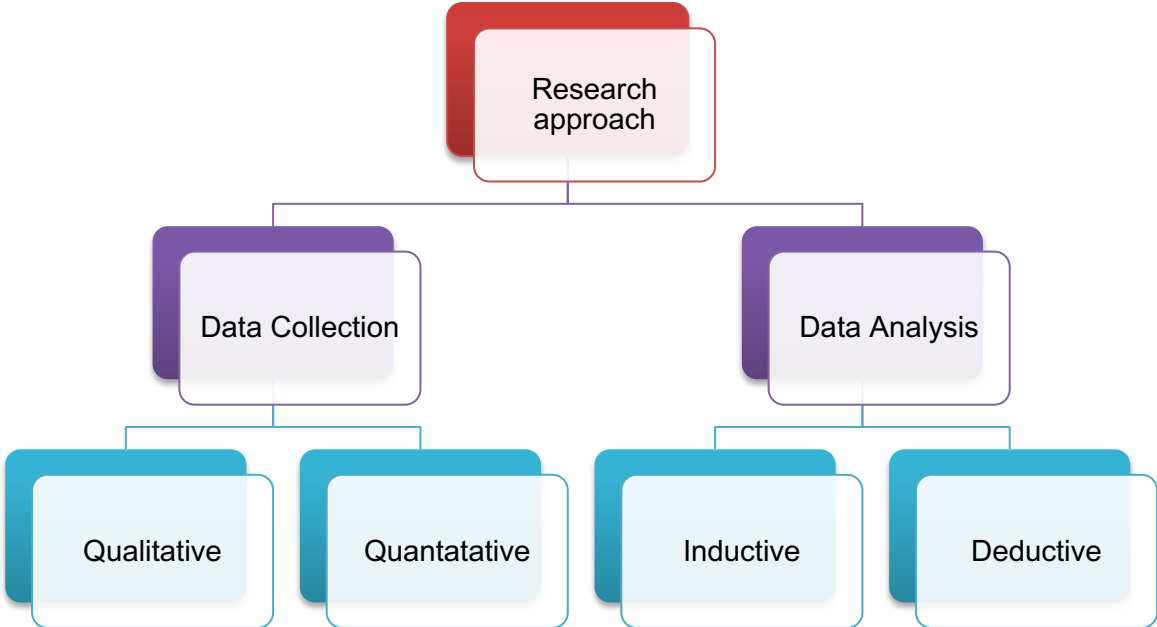 Research
approach
Data Collection
Data Analysis
Qualitative
Quantatative
Inductive
Deductive